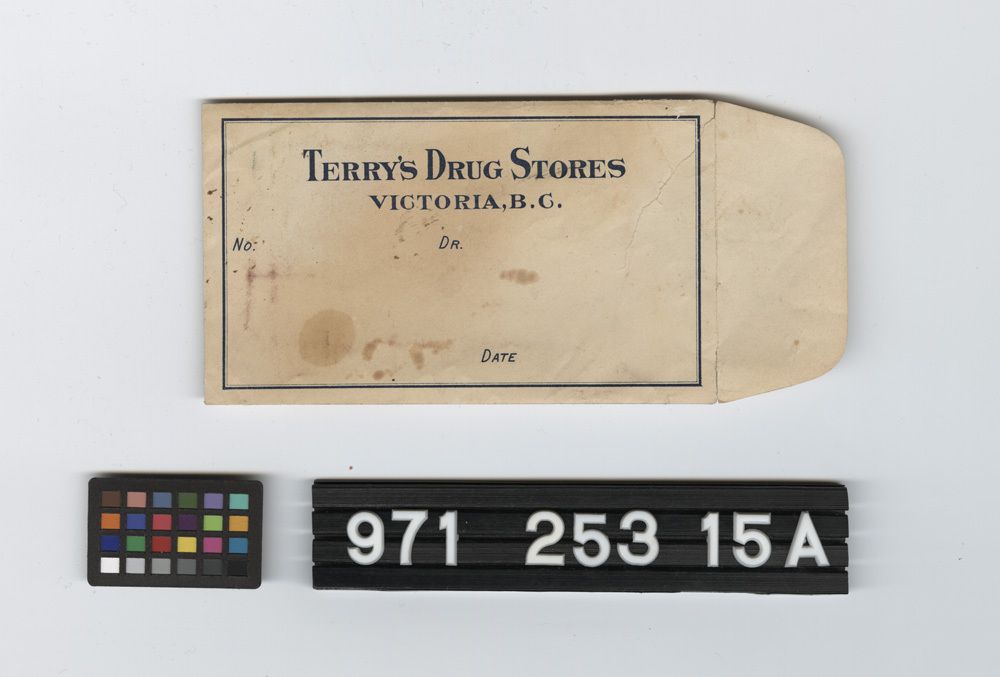 TERRY'S DRUG STORES
VICTORIA, B.C.
No. DR.
DATE
971 253 15A